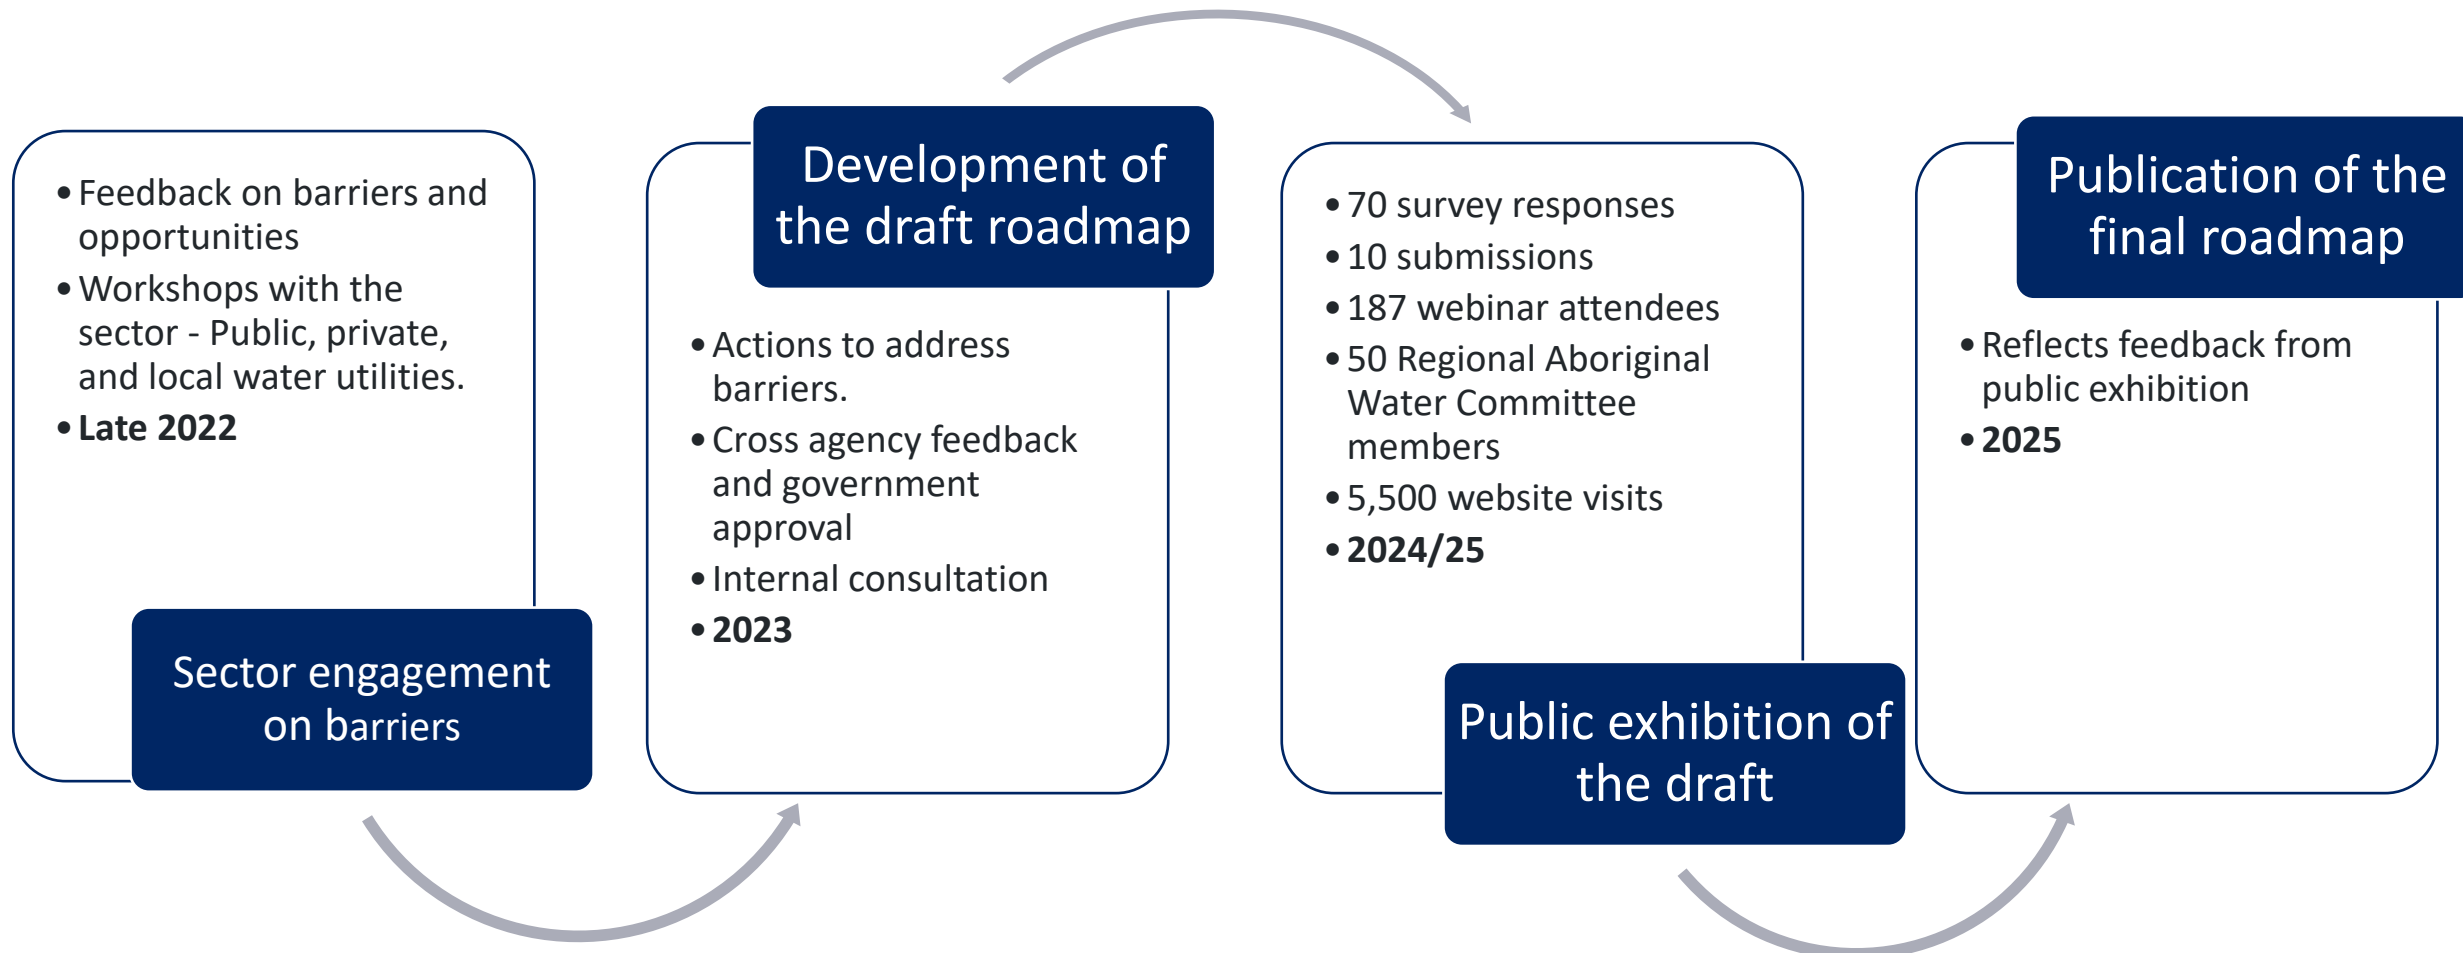 • Feedback on barriers and
opportunities
• Workshops with the
sector - Public, private,
and local water utilities.
• Late 2022
Sector engagement
on barriers
Development of
the draft roadmap
• Actions to address
barriers.
• Cross agency feedback
and government
approval
• Internal consultation
• 2023
• 70 survey responses
• 10 submissions
• 187 webinar attendees
• 50 Regional Aboriginal
Water Committee
members
• 5,500 website visits
• 2024/25
Public exhibition of
the draft
Publication of the
final roadmap
• Reflects feedback from
public exhibition
• 2025